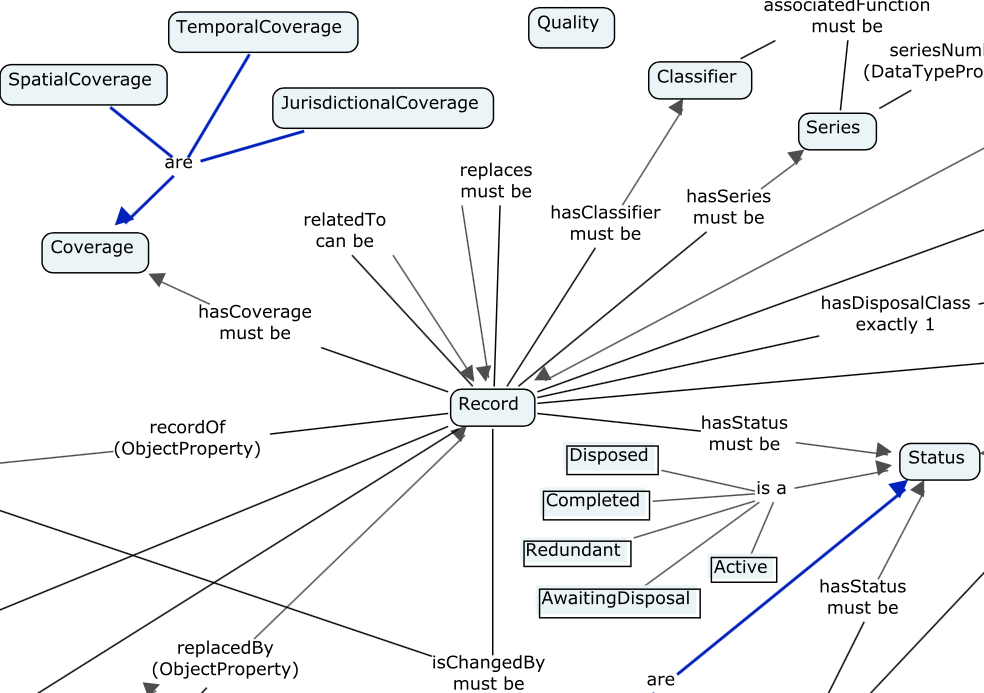 associatedFunction
must be
TemporalCoverage
Quality
seriesNum
(DataTypePro
SpatialCoverage
Classifier
JurisdictionalCoverage
Series
are
replaces
must be
hasSeries
must be
relatedTo
can be
hasClassifier
must be
Coverage
hasCoverage
must be
hasDisposalClass
exactly 1
Record
recordOf
(ObjectProperty)
hasStatus
must be
Disposed
Status
is a
Completed
Redundant
Active
AwaitingDisposal
hasStatus
must be
replacedBy
(ObjectProperty)
isChangedBy
must be
are